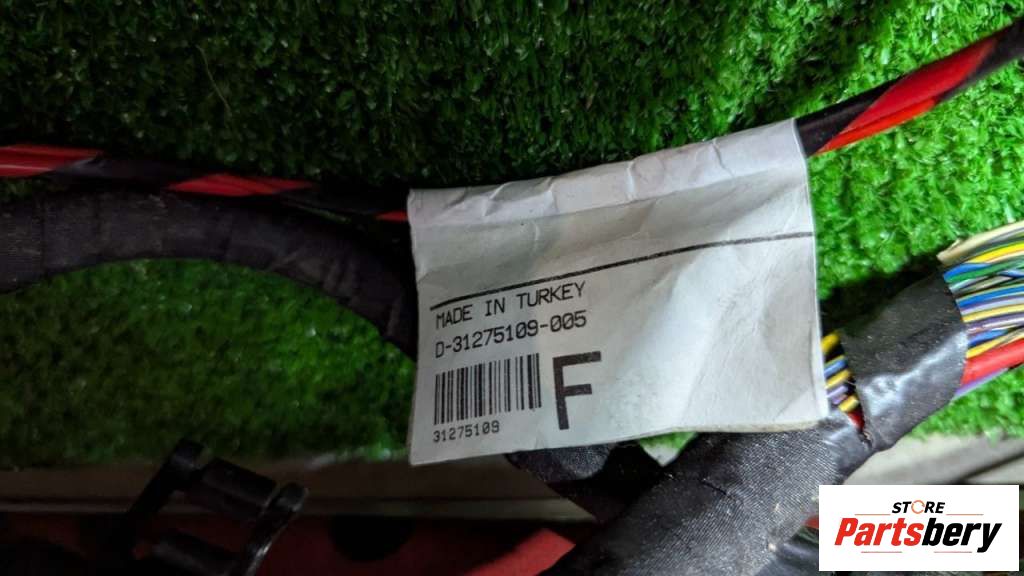 MADE IN TURKEY
D-31275109-005
F
31275109
STORE
Partsbery